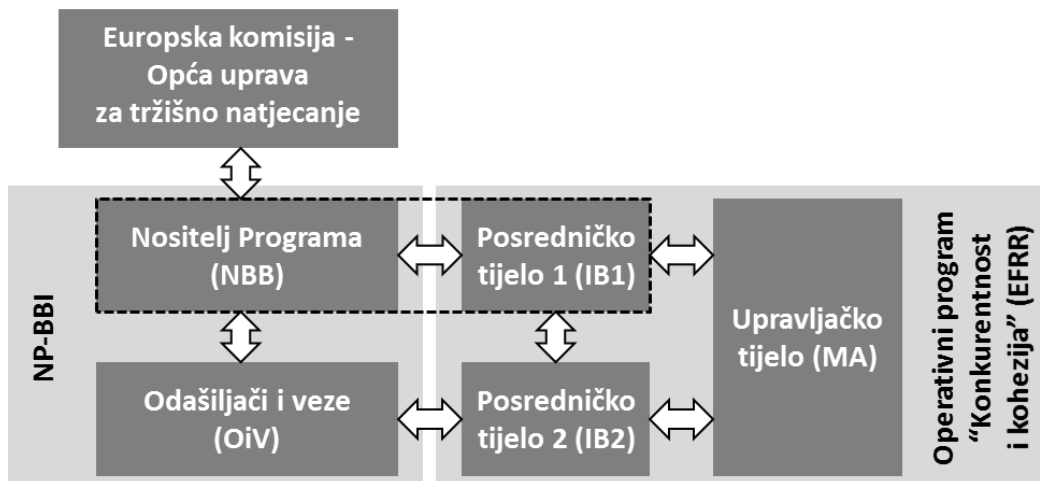 Europska komisija -
Opća uprava
za tržišno natjecanje
Nositelj Programa
(NBB)
Posredničko
tijelo 1 (IB1)
Upravljačko
tijelo (MA)
Odašiljači i veze
(OiV)
Posredničko
tijelo 2 (IB2)
NP-BBI
Operativni program
“Konkurentnost
i kohezija” (EFRR)